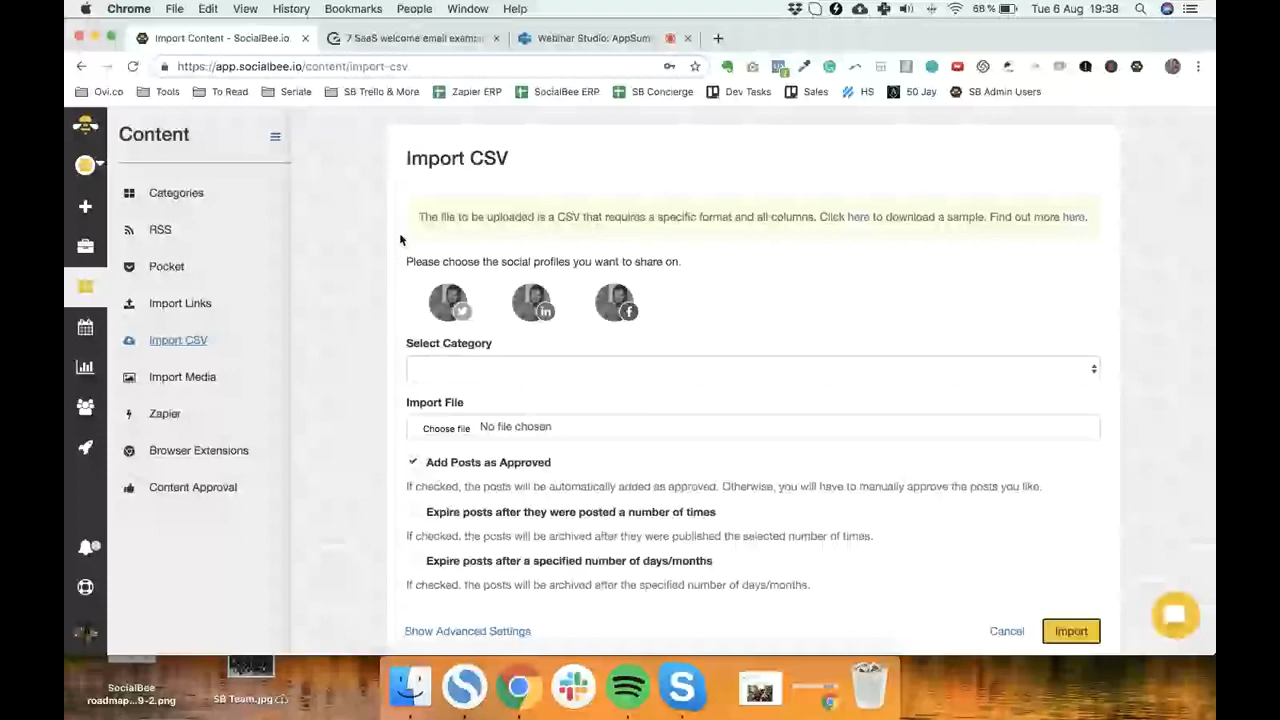 Chrome File Edit View History Bookmarks People Window Help 68 % Tue 6 Aug 19:38
Import Content - SocialBee.io 7 SaaS welcome email exam Webinar Studio: AppSum
https://app.socialbee.io/content/import-csv
Ovi.co Tools To Read Seriale SB Trello & More Zapier ERP SocialBee ERP SB Concierge Dev Tasks Sales HS 50 Jay SB Admin Users
Content
Categories
RSS
Pocket
Import Links
Import CSV
Import Media
Zapier
Browser Extensions
Content Approval
Import CSV
The file to be uploaded is a CSV that requires a specific format and all columns. Click here to download a sample. Find out more here.
Please choose the social profiles you want to share on.
Select Category
Import File
Choose file No file chosen
Add Posts as Approved
If checked, the posts will be automatically added as approved. Otherwise, you will have to manually approve the posts you like.
Expire posts after they were posted a number of times
If checked, the posts will be archived after they were published the selected number of times.
Expire posts after a specified number of days/months
If checked, the posts will be archived after the specified number of days/months.
Show Advanced Settings Cancel Import
SocialBee
roadmap...9-2.png
SB Team.jpg